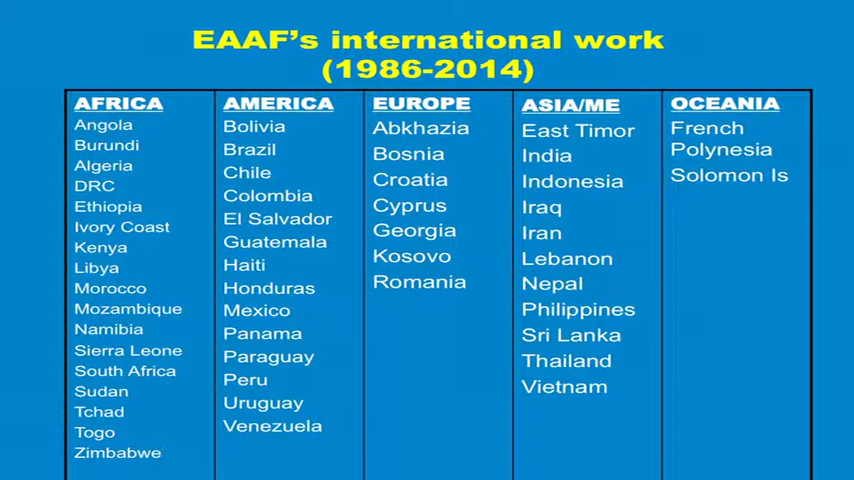 EAAF's international work
(1986-2014)
AFRICA
Angola
Burundi
Algeria
DRC
Ethiopia
Ivory Coast
Kenya
Libya
Morocco
Mozambique
Namibia
Sierra Leone
South Africa
Sudan
Tchad
Togo
Zimbabwe
AMERICA
Bolivia
Brazil
Chile
Colombia
El Salvador
Guatemala
Haiti
Honduras
Mexico
Panama
Paraguay
Peru
Uruguay
Venezuela
EUROPE
Abkhazia
Bosnia
Croatia
Cyprus
Georgia
Kosovo
Romania
ASIA/ME
East Timor
India
Indonesia
Iraq
Iran
Lebanon
Nepal
Philippines
Sri Lanka
Thailand
Vietnam
OCEANIA
French
Polynesia
Solomon Is